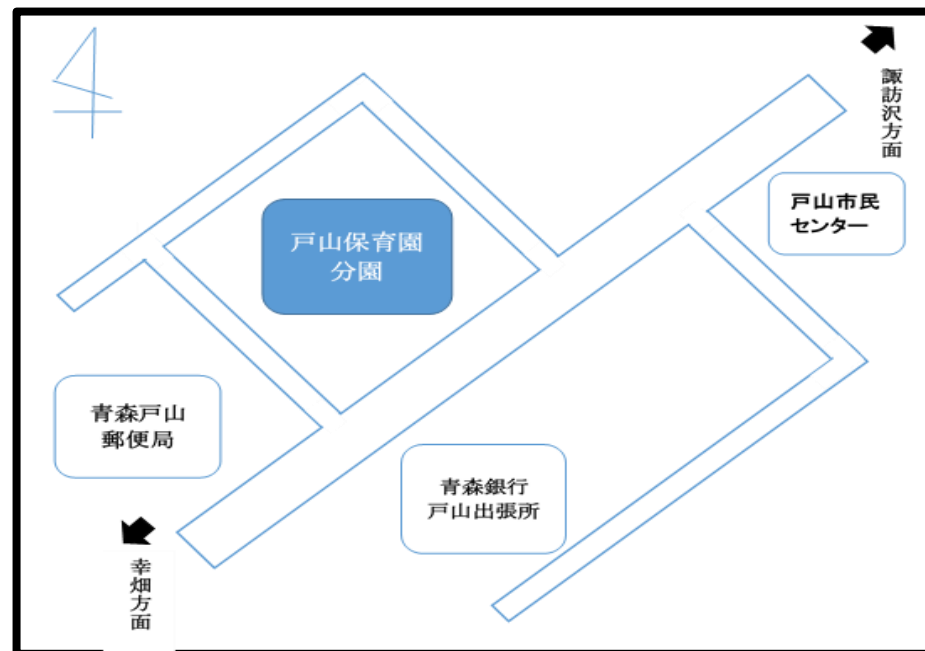 諏訪沢方面
戸山市民
センター
戸山保育園
分園
青森戸山
郵便局
青森銀行
戸山出張所
幸畑方面